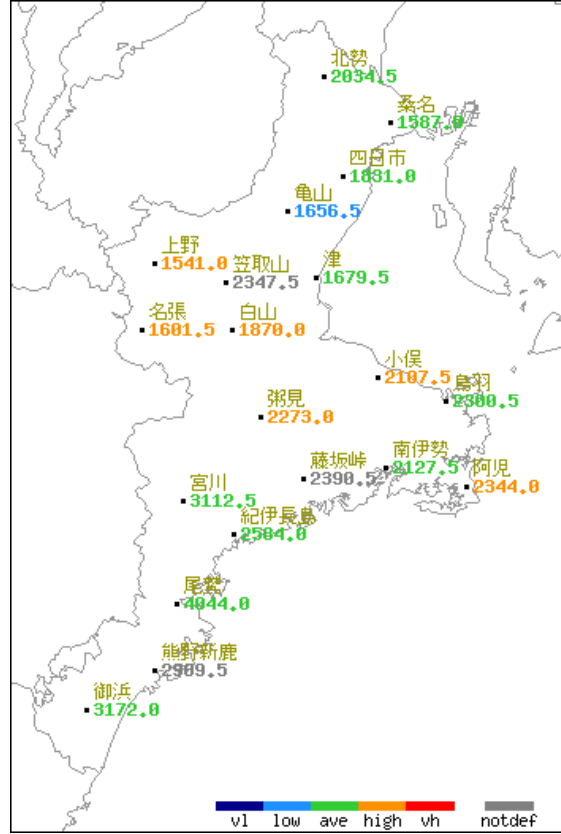 北勢
2034.5
桑名
1587.0
四日市
1831.0
亀山
1656.5
上野
1541.0
笠取山
2347.5
津
1679.5
名張
1601.5
白山
1870.0
小俣
2107.5
鳥羽
2300.5
粥見
2273.0
藤坂峠
2390.5
南伊勢
2127.5
阿児
2344.0
宮川
3112.5
紀伊長島
2584.0
尾鷲
4044.0
熊野新鹿
2909.5
御浜
3172.0
vl low ave high vh notdef